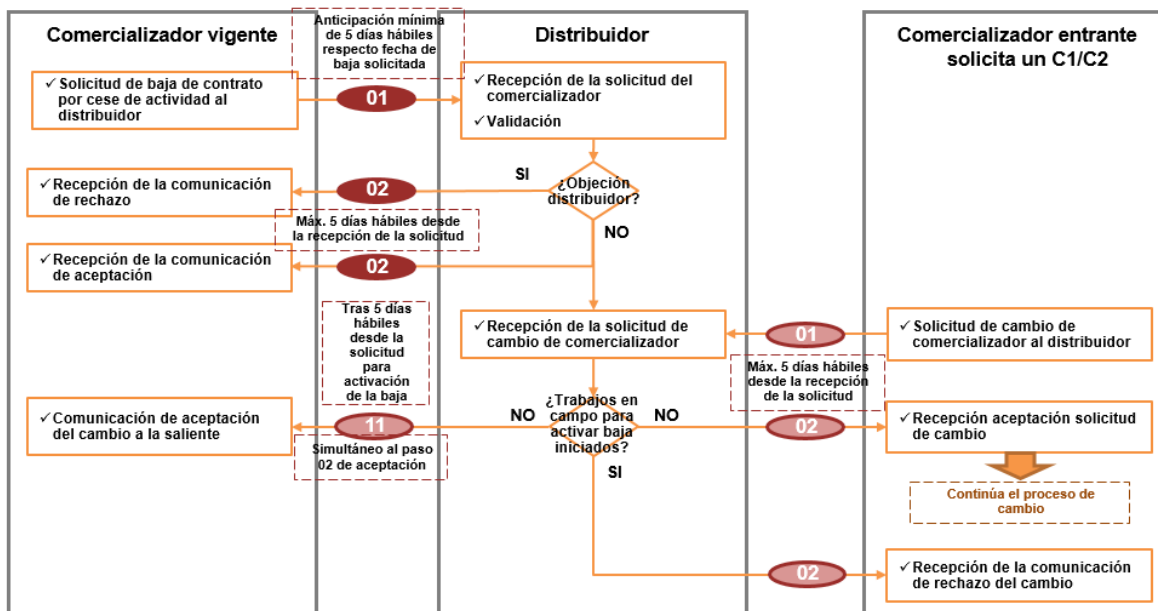 Comercializador vigente
Anticipación mínima
de 5 días hábiles
respecto fecha de
baja solicitada
Distribuidor
Comercializador entrante
solicita un C1/C2
✓ Solicitud de baja de contrato
por cese de actividad al
distribuidor
01
✓ Recepción de la solicitud del
comercializador
✓ Validación
✓ Recepción de la comunicación
de rechazo
02
SI
¿Objeción
distribuidor?
Máx. 5 días hábiles desde
la recepción de la solicitud
NO
✓ Recepción de la comunicación
de aceptación
02
Tras 5 días
hábiles
desde la
solicitud
para
activación
de la baja
✓ Recepción de la solicitud de
cambio de comercializador
01
✓ Solicitud de cambio de
comercializador al distribuidor
Máx. 5 días hábiles
desde la recepción
de la solicitud
✓ Comunicación de aceptación
del cambio a la saliente
11
Simultáneo al paso
02 de aceptación
NO
¿Trabajos en
campo para
activar baja
iniciados?
NO
SI
02
✓ Recepción aceptación solicitud
de cambio
Continúa el proceso de
cambio
02
✓ Recepción de la comunicación
de rechazo del cambio